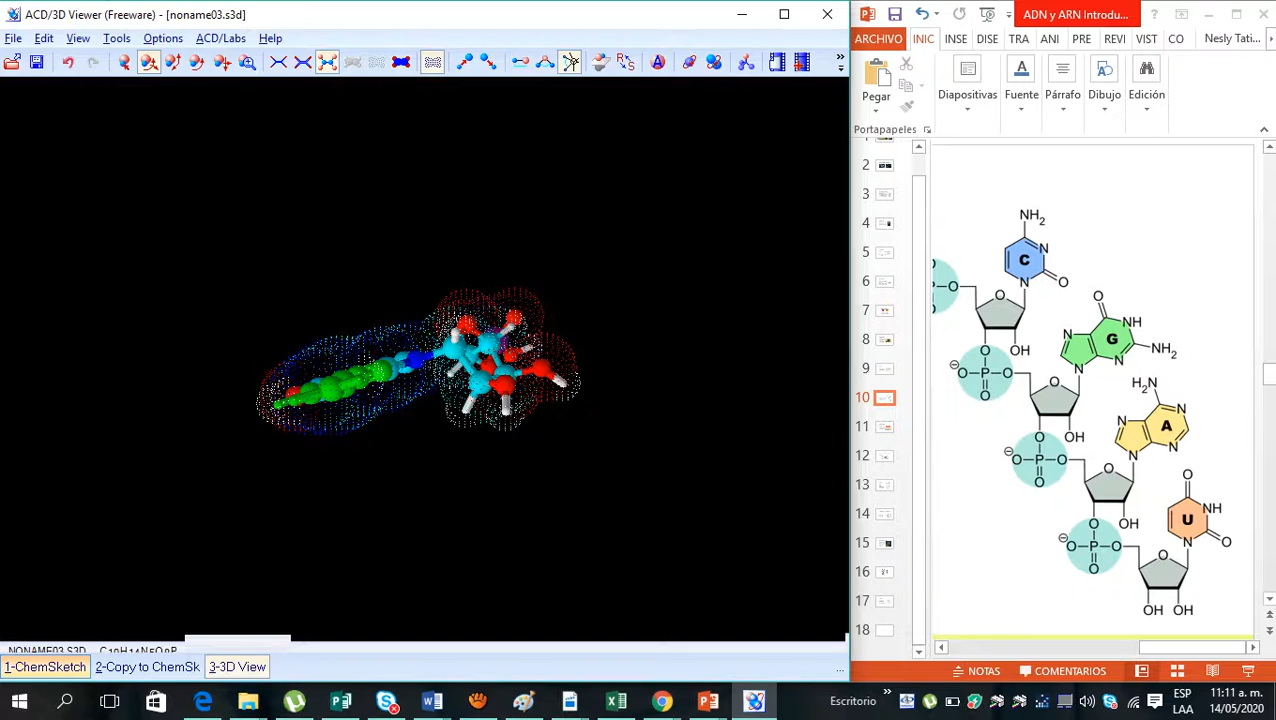 ACD/3D Viewer (Freeware) - [noname03.s3d]
File Edit View Tools Options ACD/Labs Help
NONAME03.S3D
1-ChemSketch 2-Copy to ChemSk 3-3D View
ADN y ARN Introdu...
ARCHIVO INIC INSE DISE TRA ANI PRE REVI VIST CO Nesly Tati...
Pegar Diapositivas Fuente Párrafo Dibujo Edición
Portapapeles
2
3
4
5
6
7
8
9
10
11
12
13
14
15
16
17
18
NH2
C N
N O
P O O
OH
O
⊖ O P O
O
O
N NH
G
N N NH2
O
OH
⊖ O P O
O
O
H2N
N N
A
N N
O
OH
⊖ O P O
O
O
O
NH
U
N O
O
OH OH
NOTAS COMENTARIOS
Escritorio » ESP 11:11 a. m.
LAA 14/05/2020